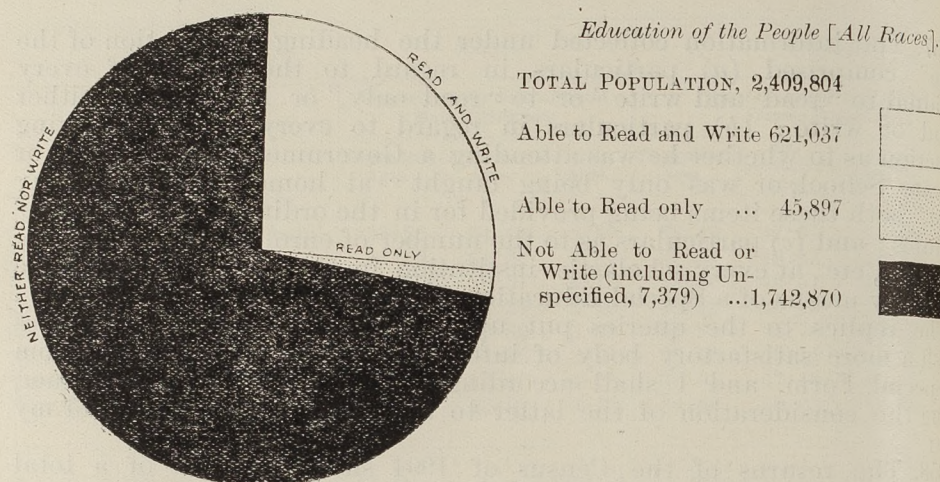 Education of the People [All Races].
TOTAL POPULATION, 2,409,804
Able to Read and Write 621,037
Able to Read only ... 45,897
Not Able to Read or
Write (including Un-
specified, 7,379) ...1,742,870
READ AND WRITE
READ ONLY
NEITHER READ NOR WRITE